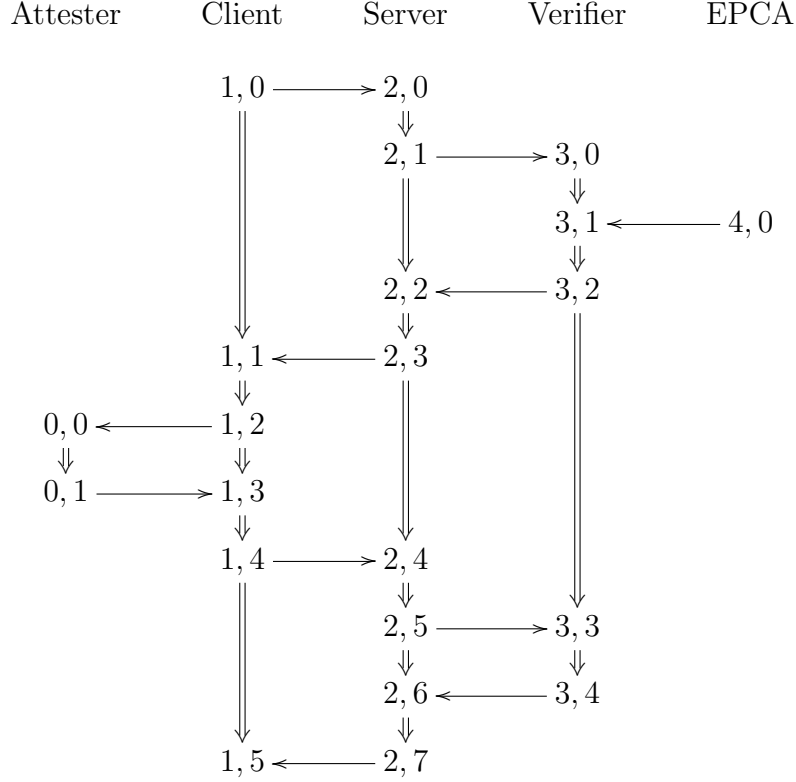 Attester Client Server Verifier EPCA
1, 0 2, 0
2, 1 3, 0
3, 1 4, 0
2, 2 3, 2
1, 1 2, 3
0, 0 1, 2
0, 1 1, 3
1, 4 2, 4
2, 5 3, 3
2, 6 3, 4
1, 5 2, 7